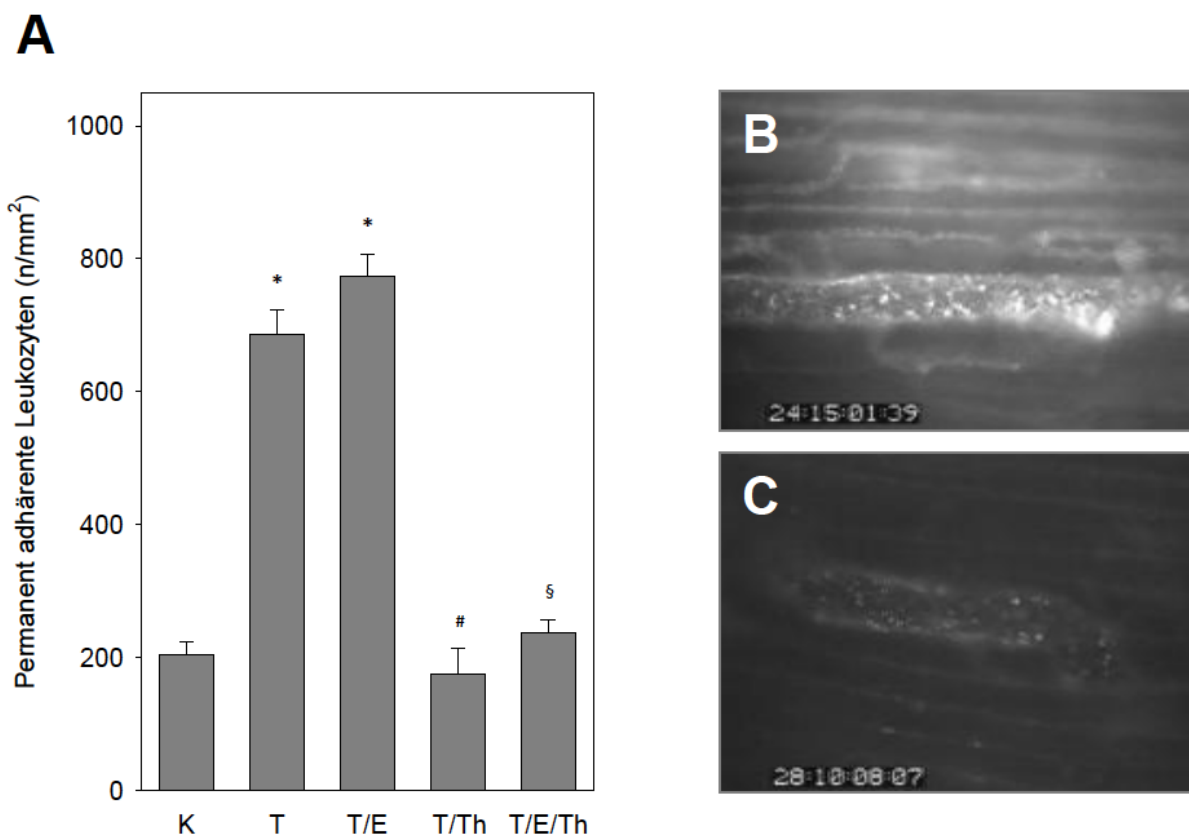 A
Permanent adhärente Leukozyten (n/mm²)
1000
800
600
400
200
0
*
*
#
§
K T T/E T/Th T/E/Th
B
24:15:01:39
C
28:10:08:07